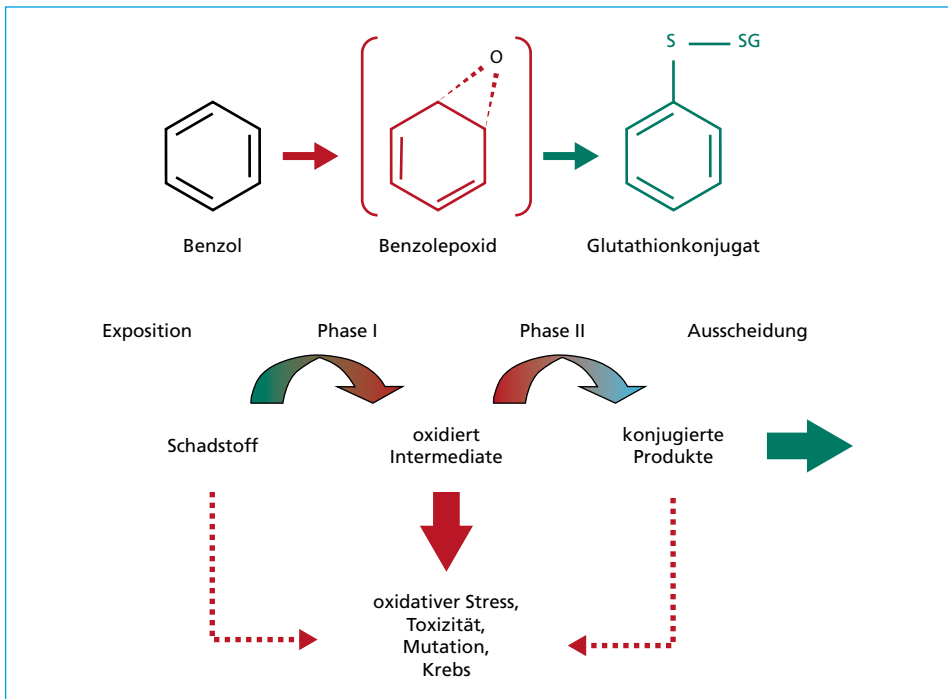 S SG
O
Benzol
Benzolepoxid
Glutathionkonjugat
Exposition
Phase I
Phase II
Ausscheidung
Schadstoff
oxidiert
Intermediate
konjugierte
Produkte
oxidativer Stress,
Toxizität,
Mutation,
Krebs